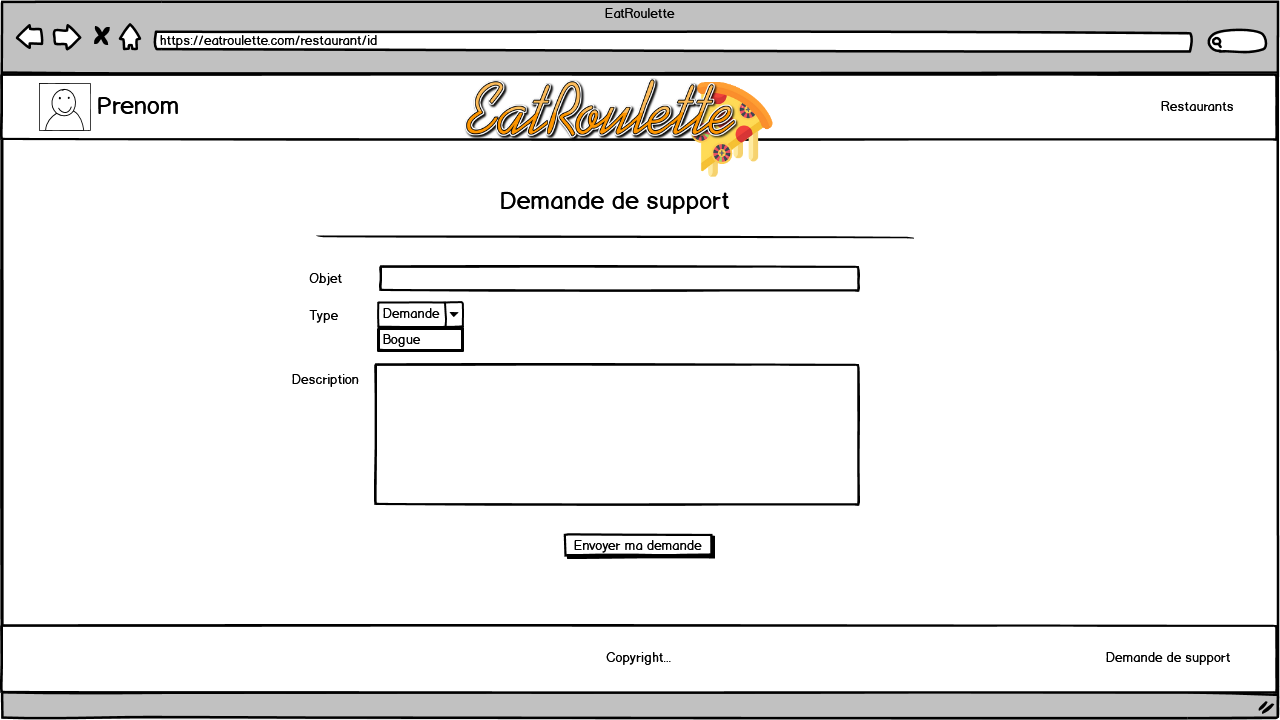 EatRoulette
https://eatroulette.com/restaurant/id
Prenom
EatRoulette
Restaurants
Demande de support
Objet
Type
Demande
Bogue
Description
Envoyer ma demande
Copyright...
Demande de support